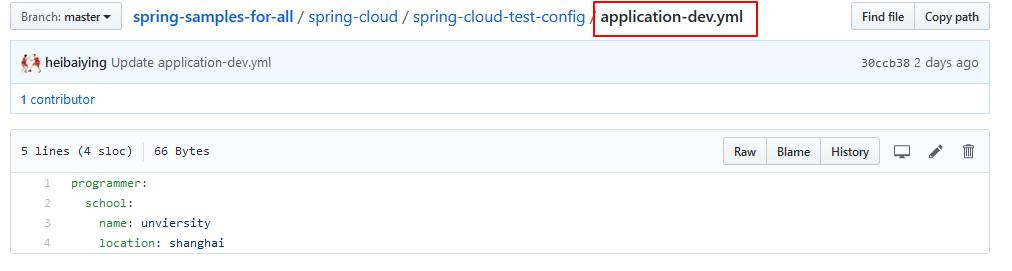 Branch: master spring-samples-for-all / spring-cloud / spring-cloud-test-config / application-dev.yml Find file Copy path
heibaiying Update application-dev.yml 30ccb38 2 days ago
1 contributor
5 lines (4 sloc) 66 Bytes Raw Blame History
1 programmer:
2 school:
3 name: unviersity
4 location: shanghai